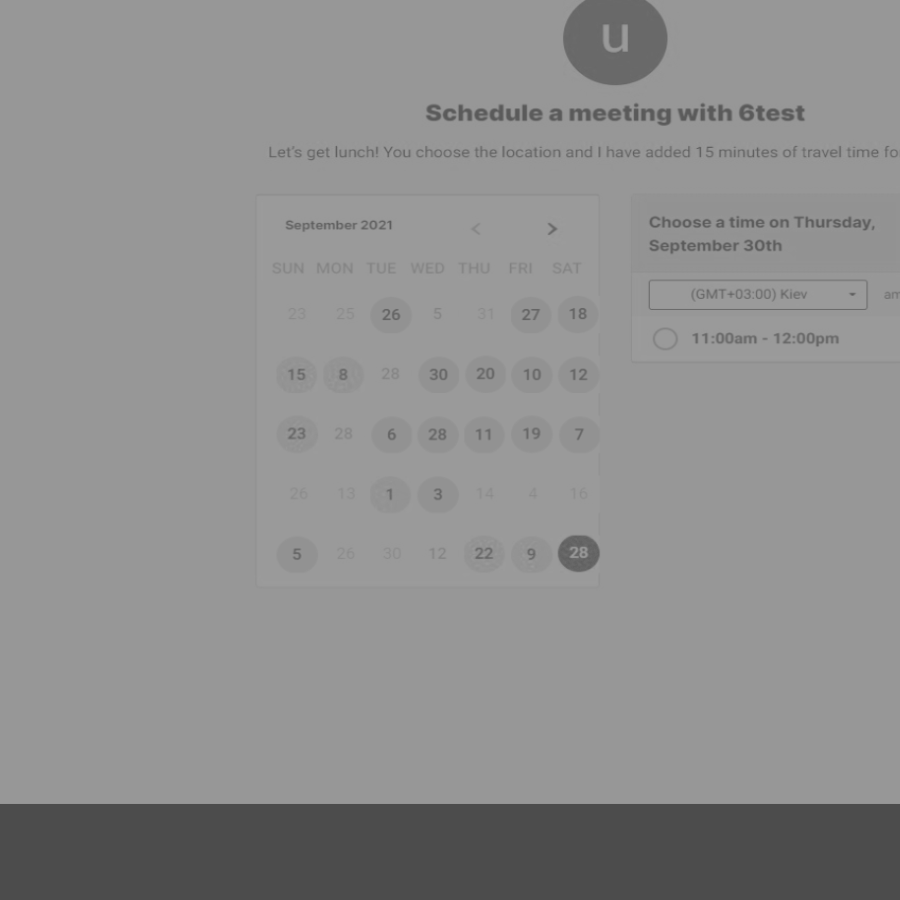 u
Schedule a meeting with 6test
Let's get lunch! You choose the location and I have added 15 minutes of travel time
September 2021 < >
SUN MON TUE WED THU FRI SAT
23 25 26 5 31 27 18
15 8 28 30 20 10 12
23 28 6 28 11 19 7
26 13 1 3 14 4 16
5 26 30 12 22 9 28
Choose a time on Thursday,
September 30th
(GMT+03:00) Kiev
11:00am - 12:00pm